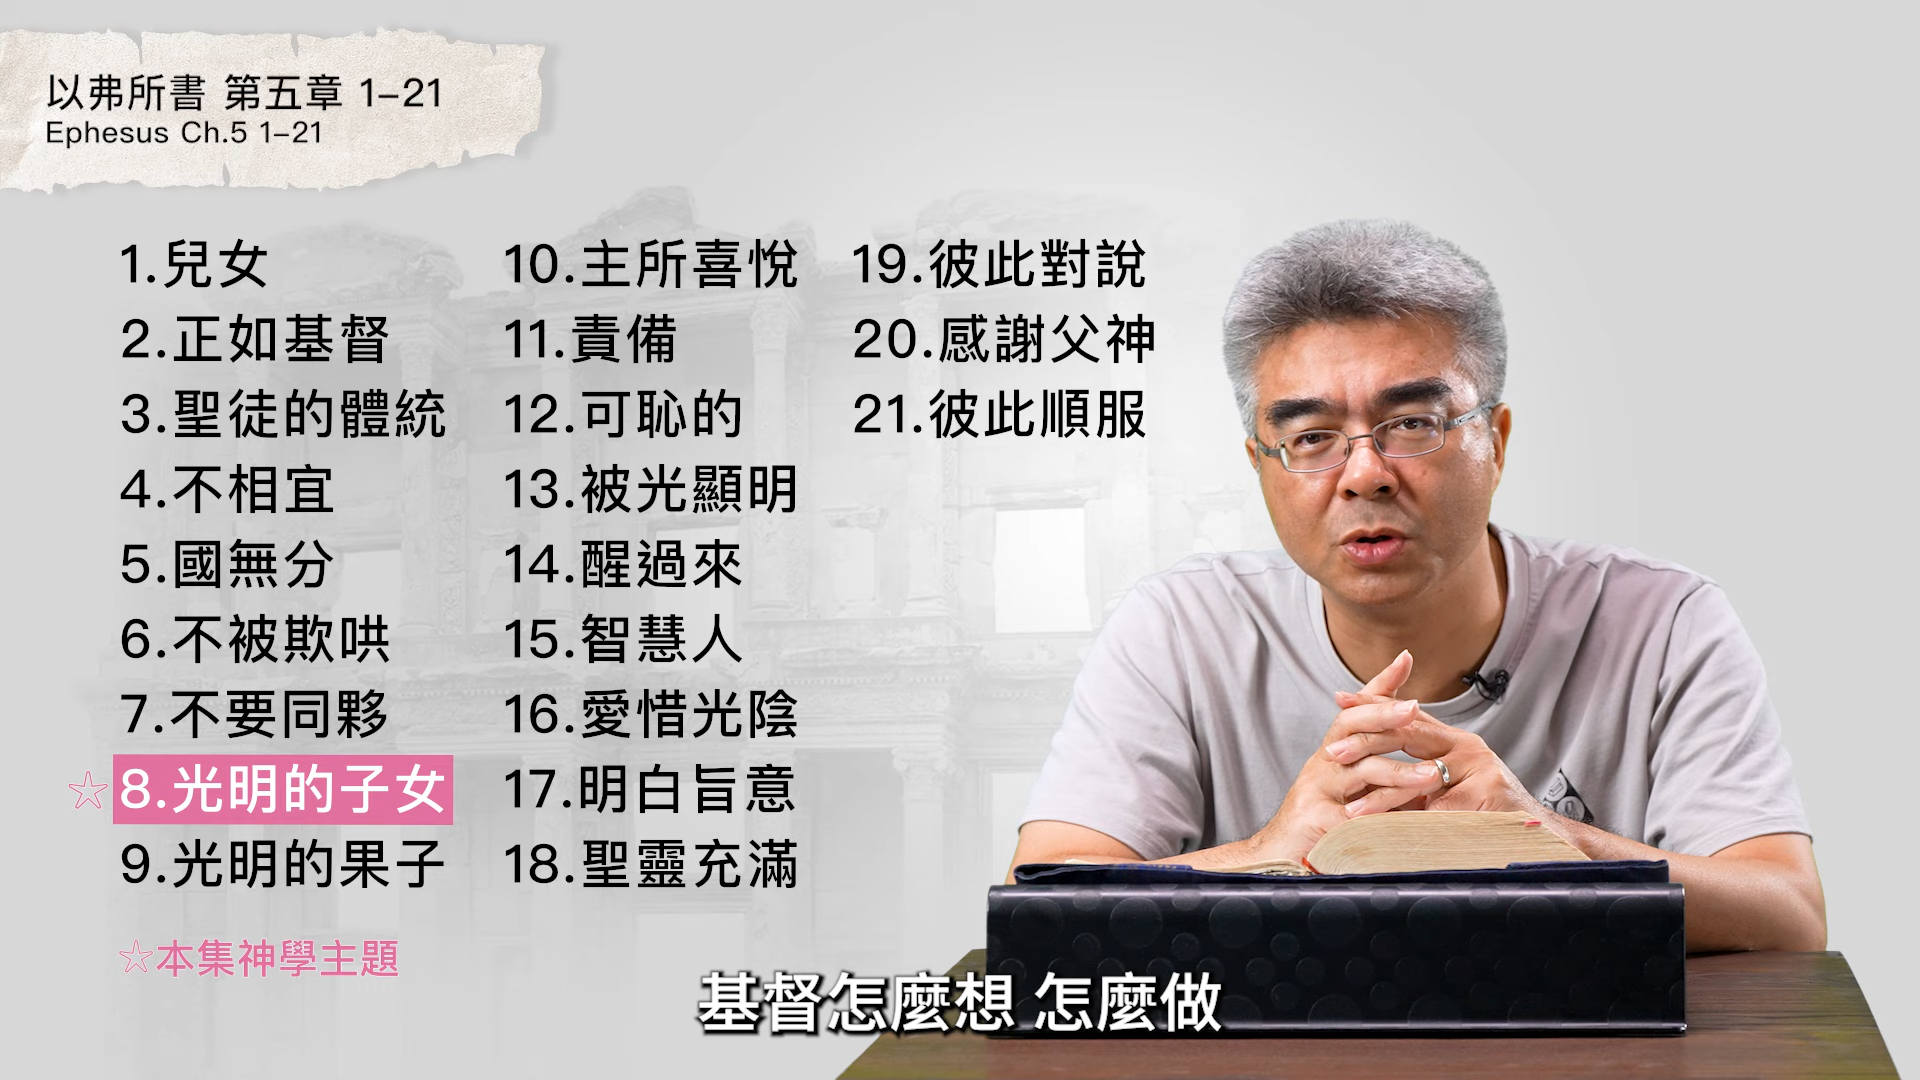 以弗所書 第五章 1-21
Ephesus Ch.5 1-21
1.兒女
2.正如基督
3.聖徒的體統
4.不相宜
5.國無分
6.不被欺哄
7.不要同夥
☆8.光明的子女
9.光明的果子
10.主所喜悅
11.責備
12.可恥的
13.被光顯明
14.醒過來
15.智慧人
16.愛惜光陰
17.明白旨意
18.聖靈充滿
19.彼此對說
20.感謝父神
21.彼此順服
☆本集神學主題
基督怎麼想 怎麼做